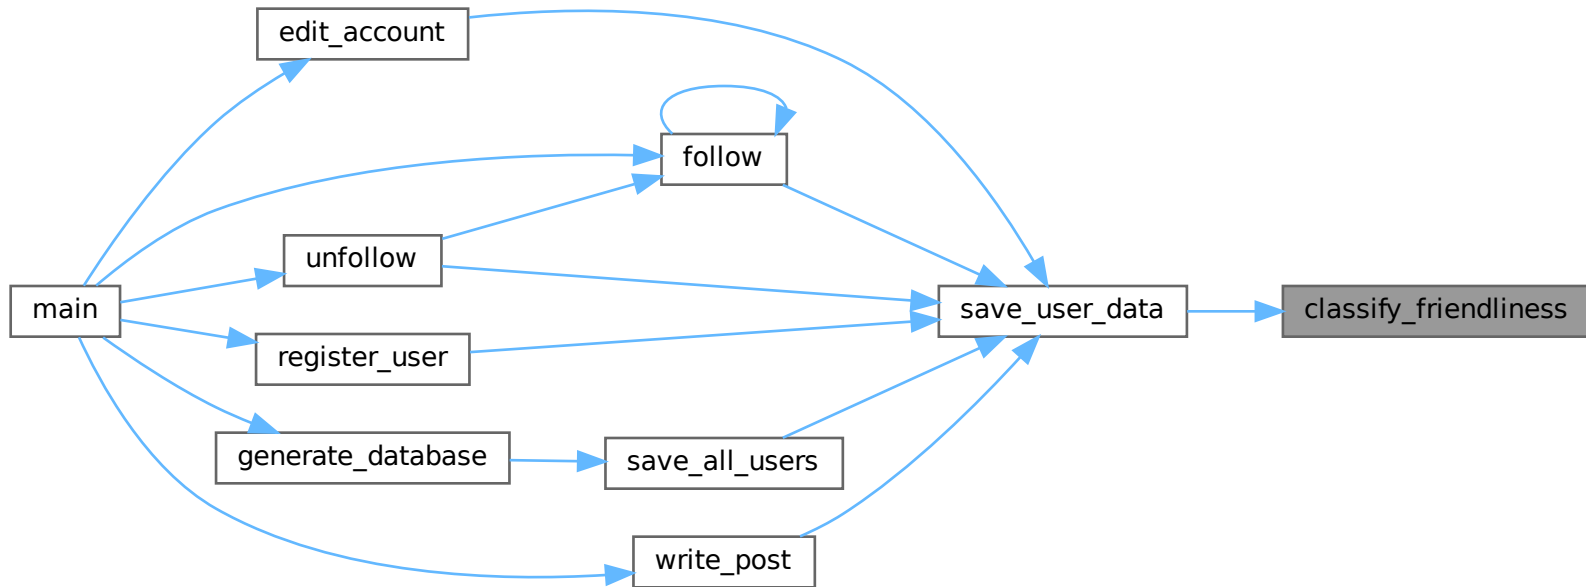 edit_account
follow
unfollow
main
save_user_data
classify_friendliness
register_user
generate_database
save_all_users
write_post